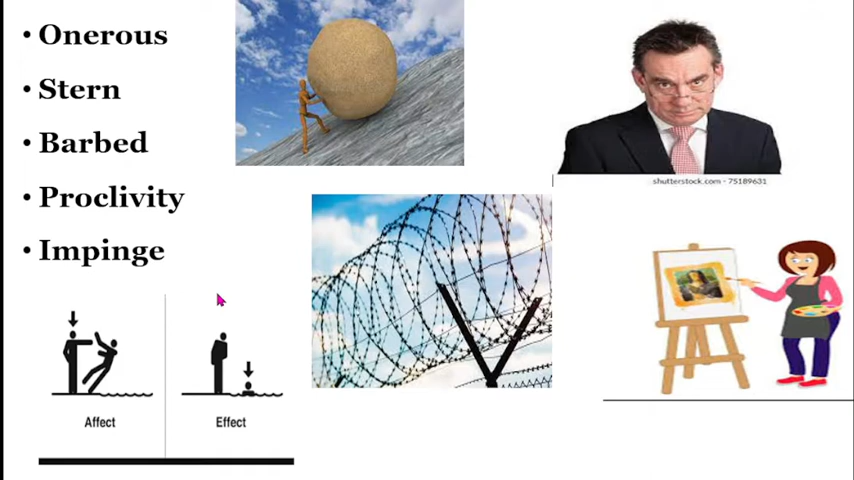 • Onerous
• Stern
• Barbed
• Proclivity
• Impinge
shutterstock.com - 75189631
Affect
Effect